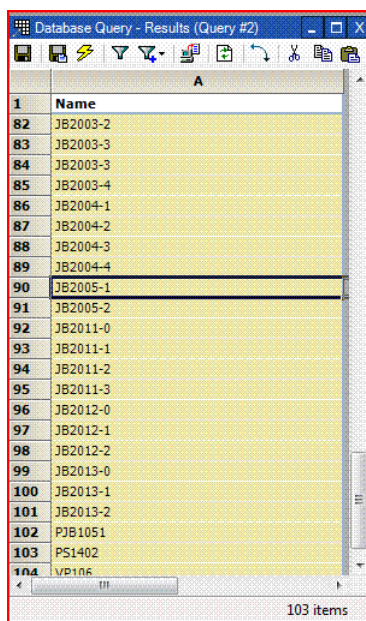 Database Query - Results (Query #2)
A
1 Name
82 JB2003-2
83 JB2003-3
84 JB2003-3
85 JB2003-4
86 JB2004-1
87 JB2004-2
88 JB2004-3
89 JB2004-4
90 JB2005-1
91 JB2005-2
92 JB2011-0
93 JB2011-1
94 JB2011-2
95 JB2011-3
96 JB2012-0
97 JB2012-1
98 JB2012-2
99 JB2013-0
100 JB2013-1
101 JB2013-2
102 PJB1051
103 PS1402
104 VP106
103 items